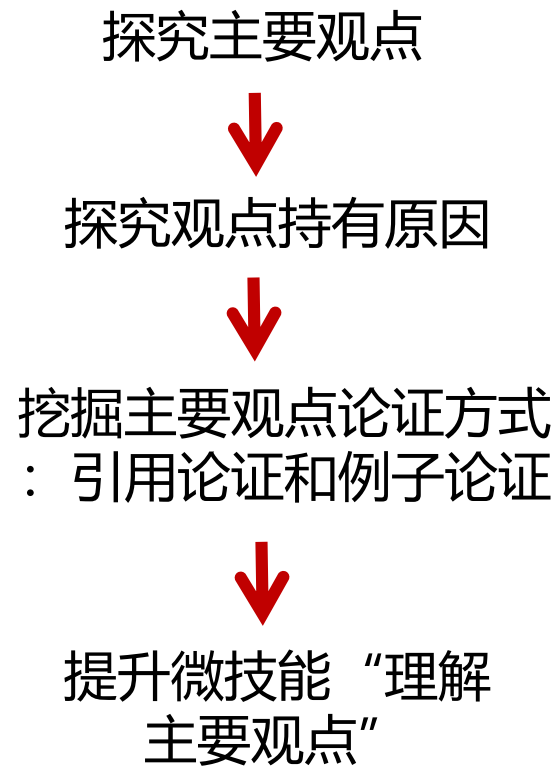 探究主要观点
探究观点持有原因
挖掘主要观点论证方式
：引用论证和例子论证
提升微技能“理解
主要观点”